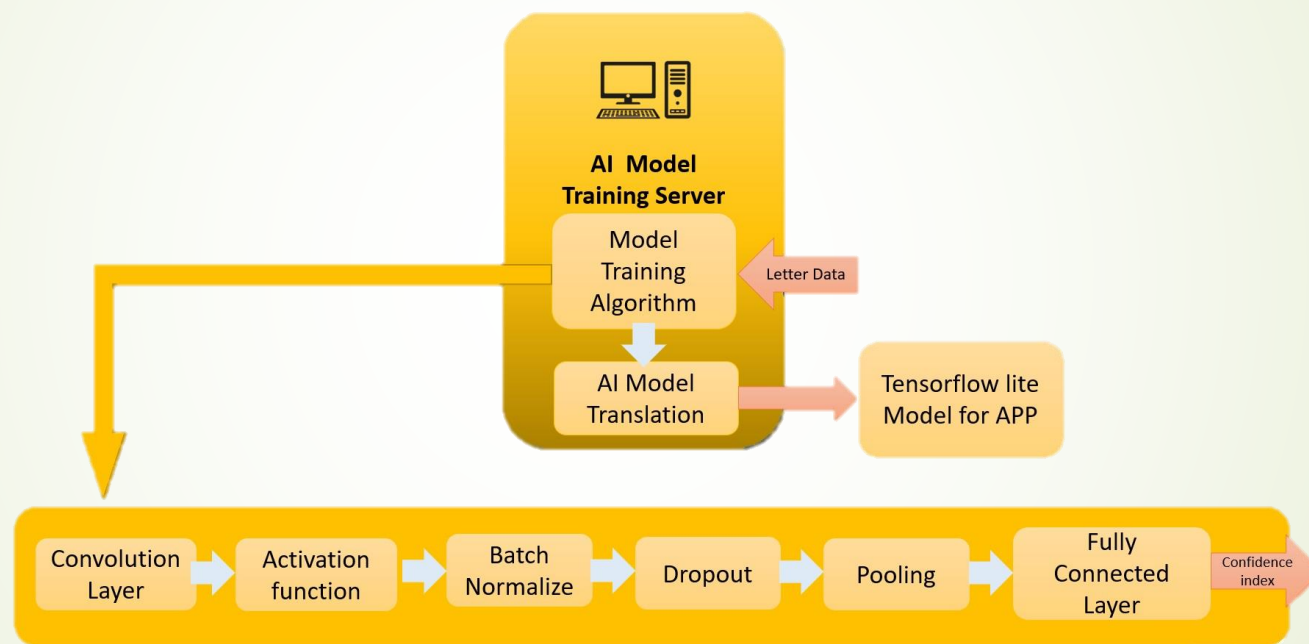 AI Model
Training Server
Model
Training
Algorithm
Letter Data
AI Model
Translation
Tensorflow lite
Model for APP
Convolution
Layer
Activation
function
Batch
Normalize
Dropout
Pooling
Fully
Connected
Layer
Confidence
index